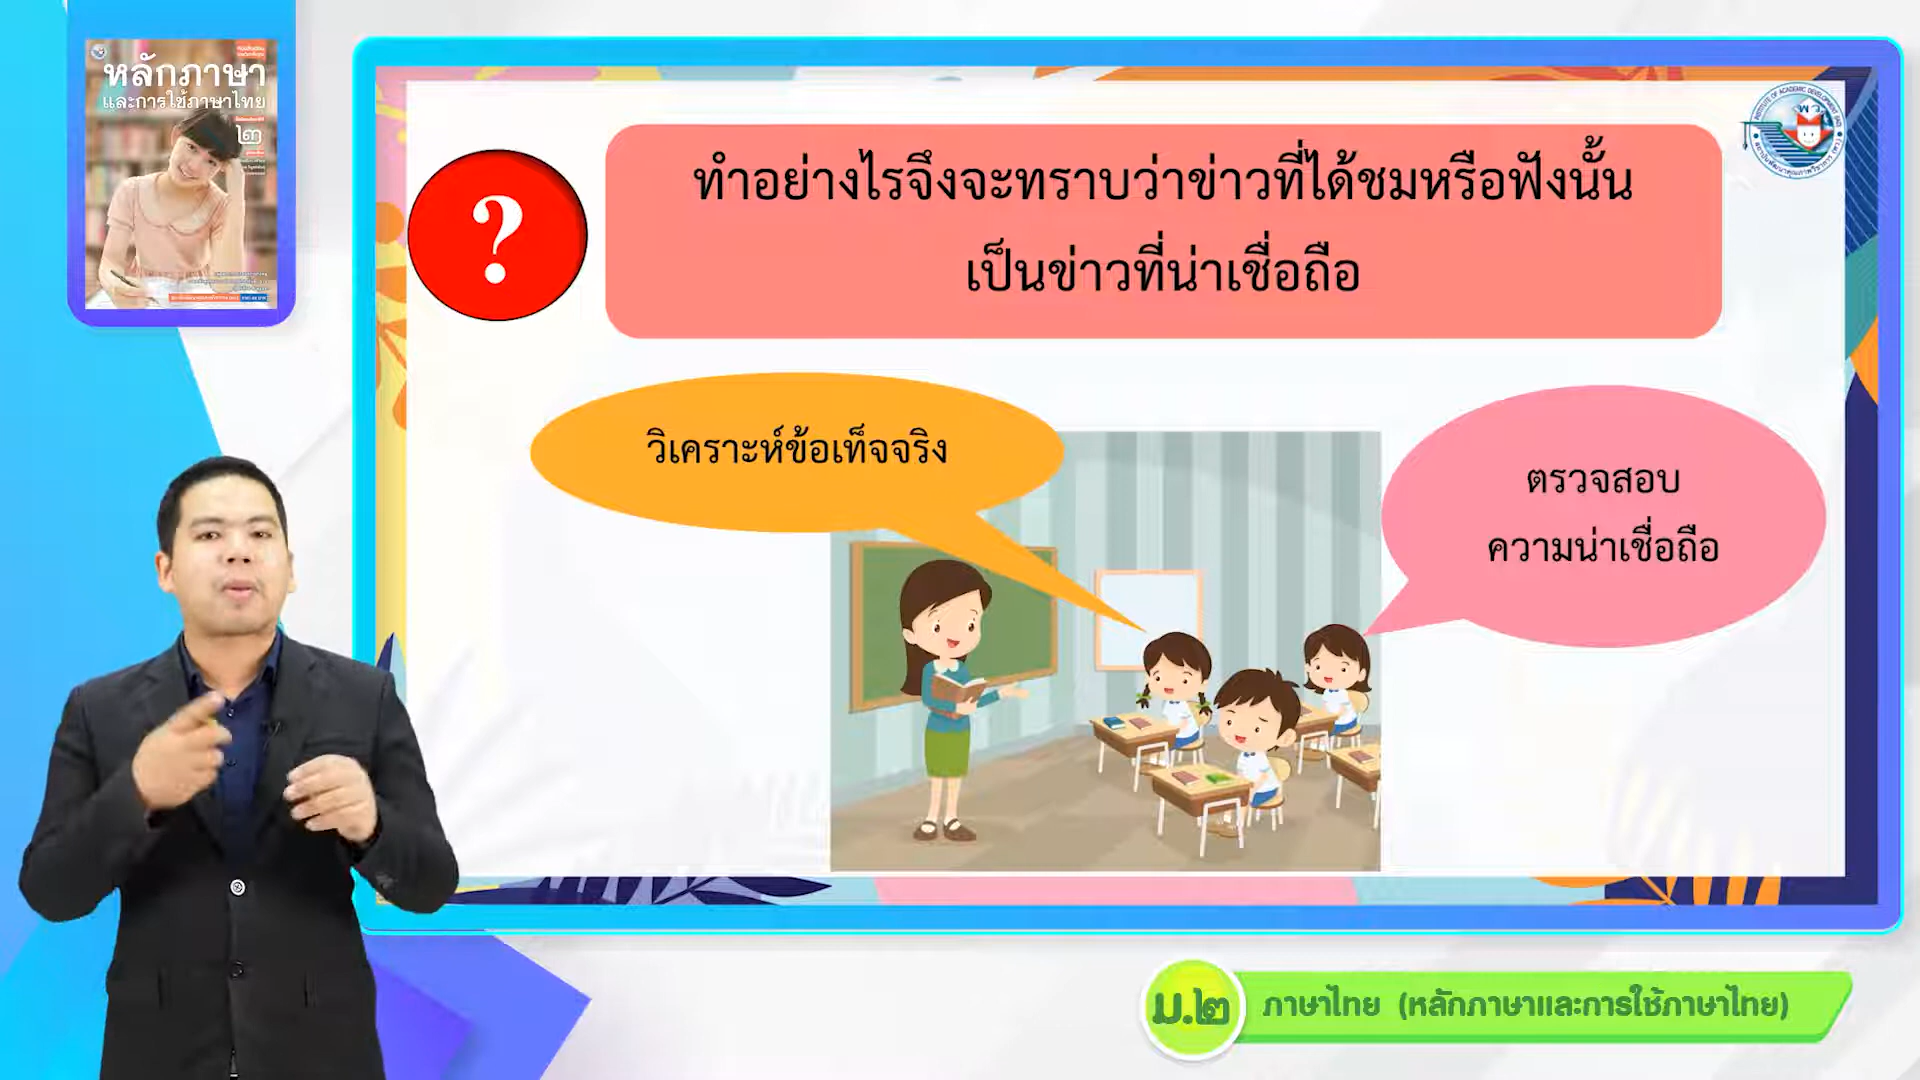 หลักภาษา
และการใช้ภาษาไทย
๒
?
ทำอย่างไรจึงจะทราบว่าข่าวที่ได้ชมหรือฟังนั้น
เป็นข่าวที่น่าเชื่อถือ
วิเคราะห์ข้อเท็จจริง
ตรวจสอบ
ความน่าเชื่อถือ
ม.๒
ภาษาไทย (หลักภาษาและการใช้ภาษาไทย)